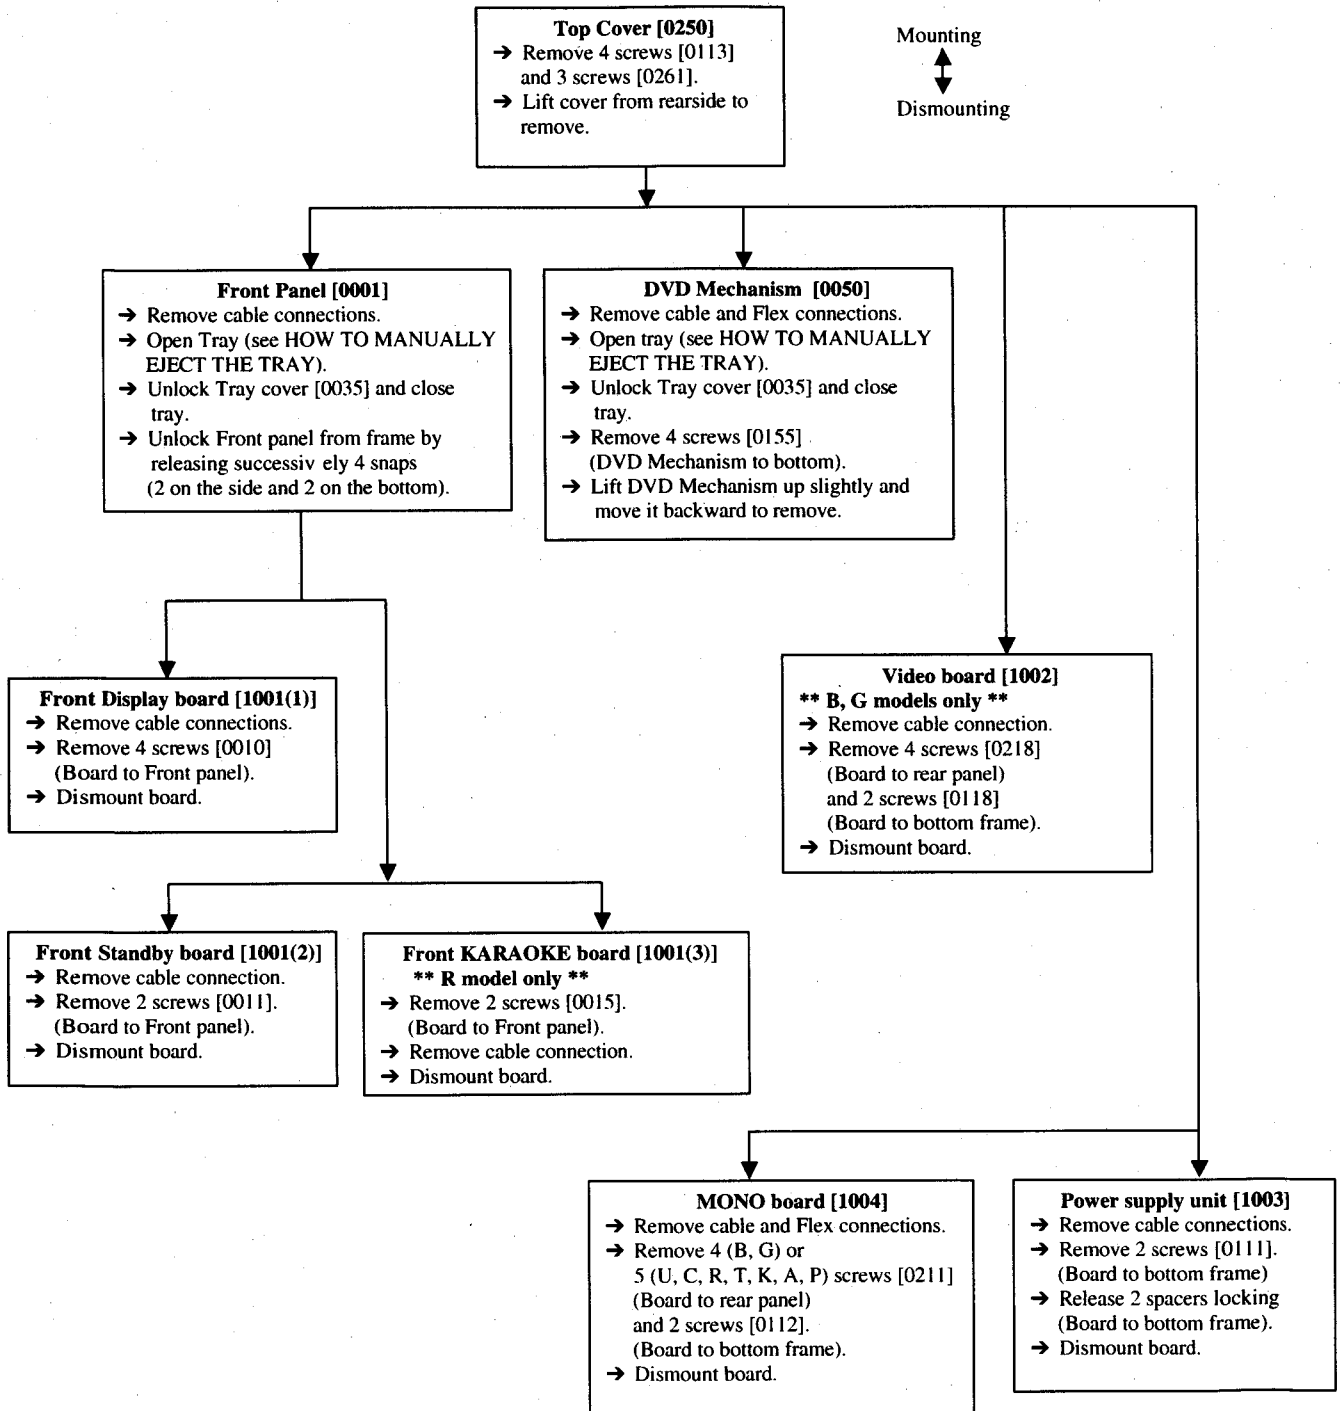 Top Cover [0250]
➔ Remove 4 screws [0113]
and 3 screws [0261].
➔ Lift cover from rearside to
remove.
Mounting
Dismounting
Front Panel [0001]
➔ Remove cable connections.
➔ Open Tray (see HOW TO MANUALLY
EJECT THE TRAY).
➔ Unlock Tray cover [0035] and close
tray.
➔ Unlock Front panel from frame by
releasing successiv ely 4 snaps
(2 on the side and 2 on the bottom).
DVD Mechanism [0050]
➔ Remove cable and Flex connections.
➔ Open tray (see HOW TO MANUALLY
EJECT THE TRAY).
➔ Unlock Tray cover [0035] and close
tray.
➔ Remove 4 screws [0155]
(DVD Mechanism to bottom).
➔ Lift DVD Mechanism up slightly and
move it backward to remove.
Front Display board [1001(1)]
➔ Remove cable connections.
➔ Remove 4 screws [0010]
(Board to Front panel).
➔ Dismount board.
Video board [1002]
** B, G models only **
➔ Remove cable connection.
➔ Remove 4 screws [0218]
(Board to rear panel)
and 2 screws [0118]
(Board to bottom frame).
➔ Dismount board.
Front Standby board [1001(2)]
➔ Remove cable connection.
➔ Remove 2 screws [0011].
(Board to Front panel).
➔ Dismount board.
Front KARAOKE board [1001(3)]
** R model only **
➔ Remove 2 screws [0015].
(Board to Front panel).
➔ Remove cable connection.
➔ Dismount board.
MONO board [1004]
➔ Remove cable and Flex connections.
➔ Remove 4 (B, G) or
5 (U, C, R, T, K, A, P) screws [0211]
(Board to rear panel)
and 2 screws [0112].
(Board to bottom frame).
➔ Dismount board.
Power supply unit [1003]
➔ Remove cable connections.
➔ Remove 2 screws [0111].
(Board to bottom frame)
➔ Release 2 spacers locking
(Board to bottom frame).
➔ Dismount board.